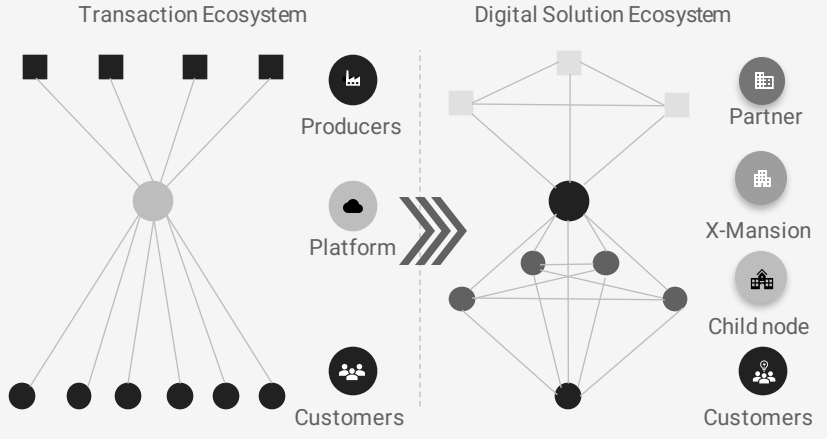 Transaction Ecosystem
Digital Solution Ecosystem
Producers
Platform
Customers
Partner
X-Mansion
Child node
Customers